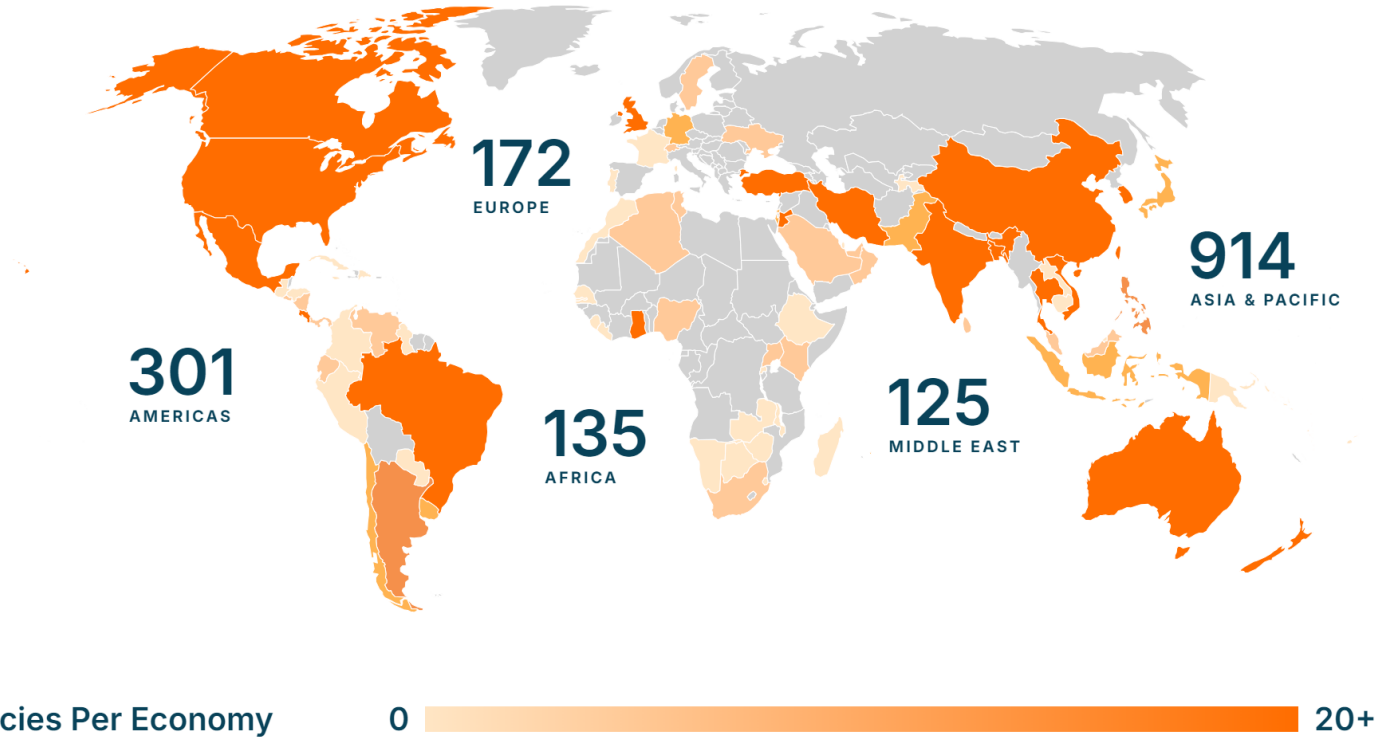 172
EUROPE
914
ASIA & PACIFIC
301
AMERICAS
125
MIDDLE EAST
135
AFRICA
cies Per Economy
0
20+